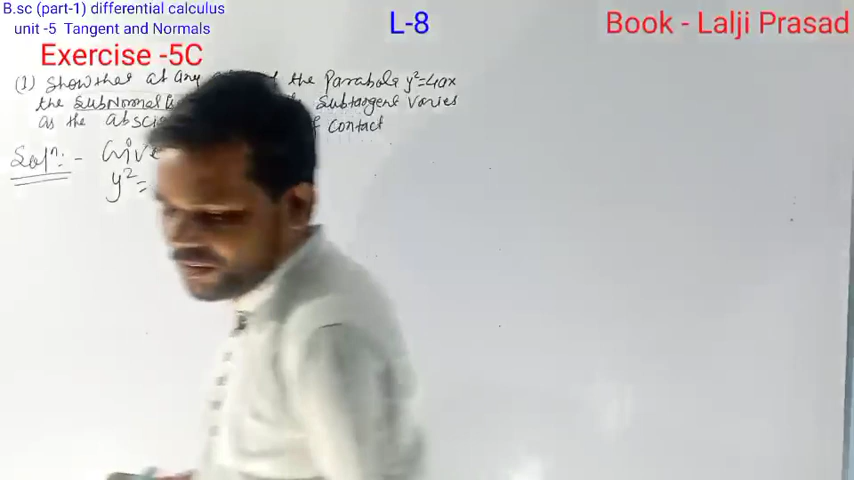 B.sc (part-1) differential calculus
unit -5 Tangent and Normals
L-8
Book - Lalji Prasad
Exercise -5C
(1) Show that at any the Parabola y²=4ax
the SubNormal is the Subtangent varies
as the absci contact
Solⁿ:- Give
y²=